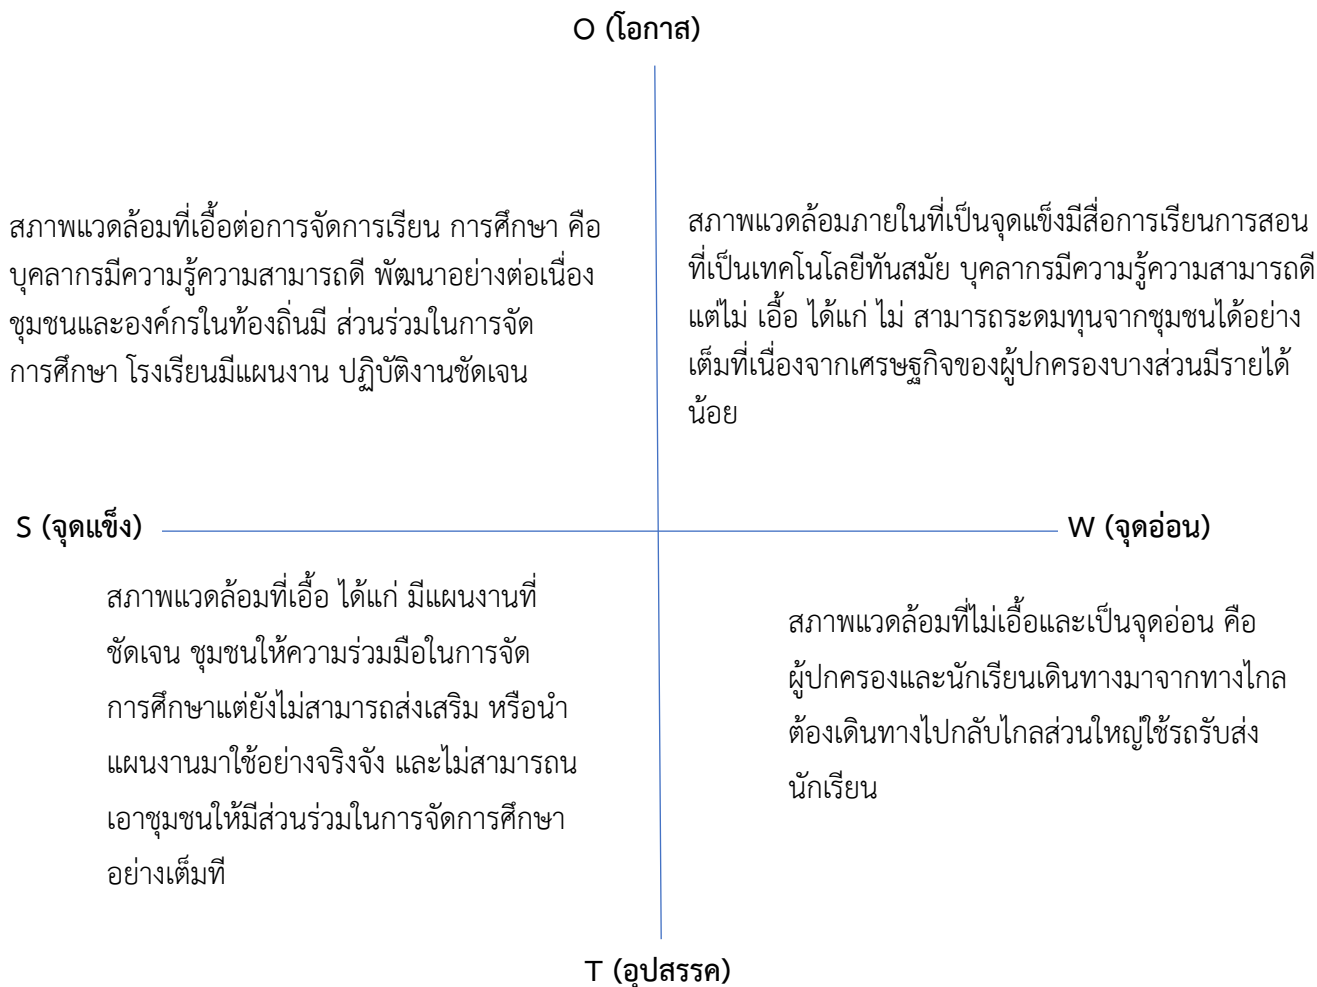 O (โอกาส)
สภาพแวดล้อมที่เอื้อต่อการจัดการเรียน การศึกษา คือ
บุคลากรมีความรู้ความสามารถดี พัฒนาอย่างต่อเนื่อง
ชุมชนและองค์กรในท้องถิ่นมี ส่วนร่วมในการจัด
การศึกษา โรงเรียนมีแผนงาน ปฏิบัติงานชัดเจน
สภาพแวดล้อมภายในที่เป็นจุดแข็งมีสื่อการเรียนการสอน
ที่เป็นเทคโนโลยีทันสมัย บุคลากรมีความรู้ความสามารถดี
แต่ไม่ เอื้อ ได้แก่ ไม่ สามารถระดมทุนจากชุมชนได้อย่าง
เต็มที่เนื่องจากเศรษฐกิจของผู้ปกครองบางส่วนมีรายได้
น้อย
S (จุดแข็ง)
W (จุดอ่อน)
สภาพแวดล้อมที่เอื้อ ได้แก่ มีแผนงานที่
ชัดเจน ชุมชนให้ความร่วมมือในการจัด
การศึกษาแต่ยังไม่สามารถส่งเสริม หรือนำ
แผนงานมาใช้อย่างจริงจัง และไม่สามารถน
เอาชุมชนให้มีส่วนร่วมในการจัดการศึกษา
อย่างเต็มที
สภาพแวดล้อมที่ไม่เอื้อและเป็นจุดอ่อน คือ
ผู้ปกครองและนักเรียนเดินทางมาจากทางไกล
ต้องเดินทางไปกลับไกลส่วนใหญ่ใช้รถรับส่ง
นักเรียน
T (อุปสรรค)